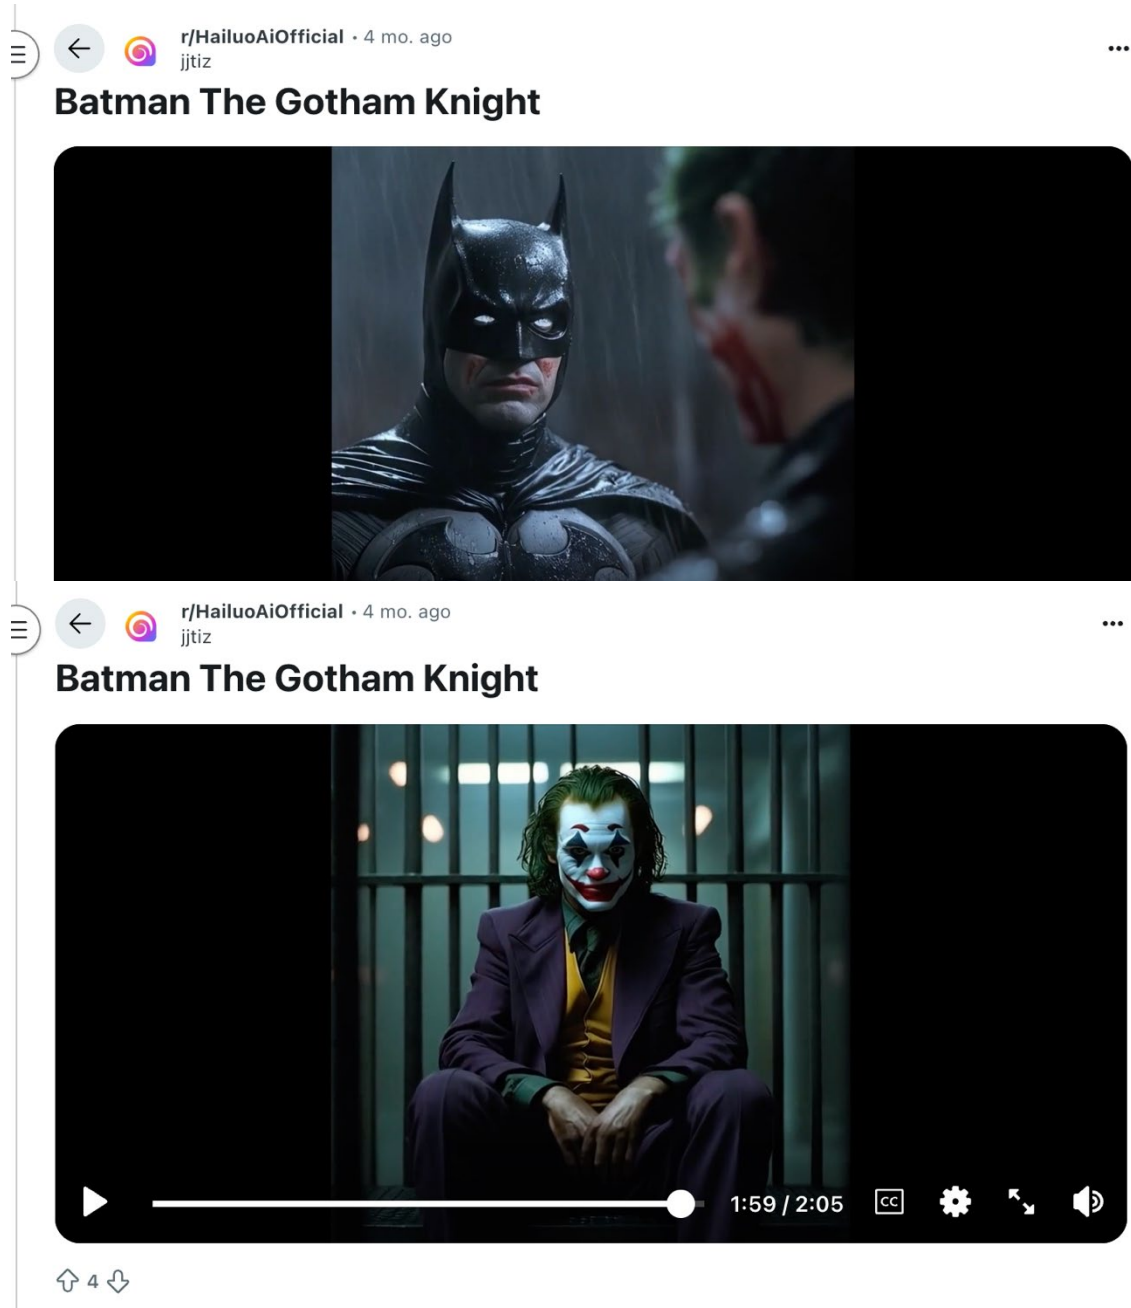 r/HailuoAiOfficial • 4 mo. ago
jjtiz
Batman The Gotham Knight
r/HailuoAiOfficial • 4 mo. ago
jjtiz
Batman The Gotham Knight
1:59 / 2:05
CC
4